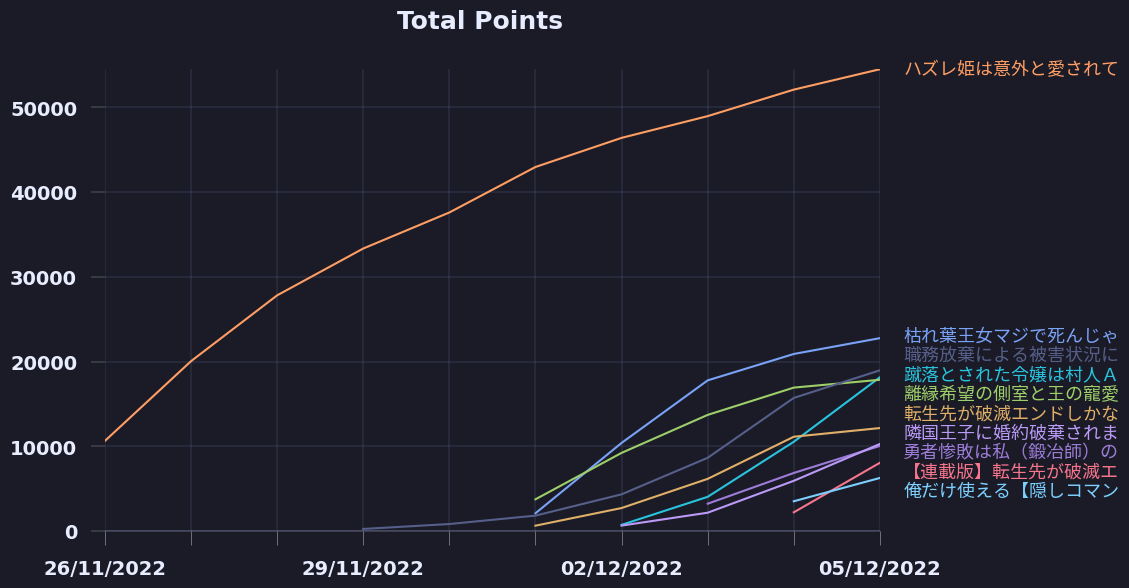 Total Points
ハズレ姫は意外と愛されて
50000
40000
30000
20000
10000
0
枯れ葉王女マジで死んじゃ
職務放棄による被害状況に
蹴落とされた令嬢は村人A
離縁希望の側室と王の寵愛
転生先が破滅エンドしかな
隣国王子に婚約破棄されま
勇者惨敗は私（鍛冶師）の
【連載版】転生先が破滅エ
俺だけ使える【隠しコマン
26/11/2022 29/11/2022 02/12/2022 05/12/2022